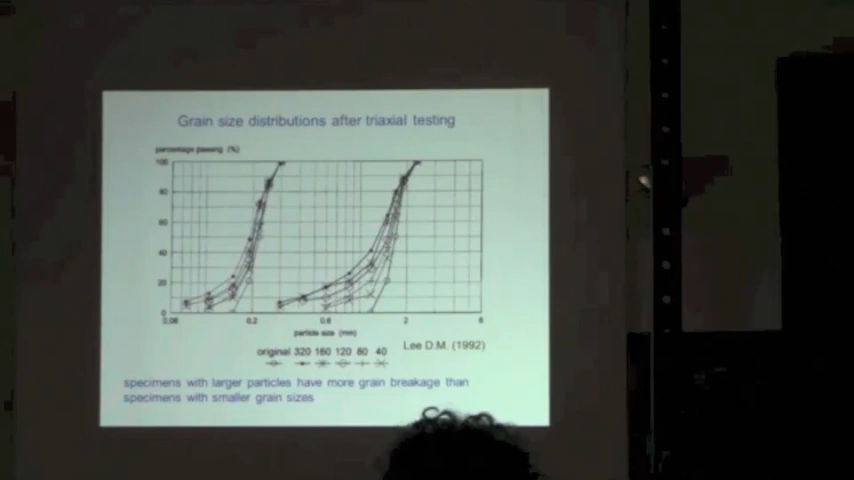 Grain size distributions after triaxial testing
percentage passing (%)
100
80
60
40
20
0
0.06 0.2 0.6 2 6
particle size (mm)
original 320 160 120 80 40
Lee D.M. (1992)
specimens with larger particles have more grain breakage than
specimens with smaller grain sizes